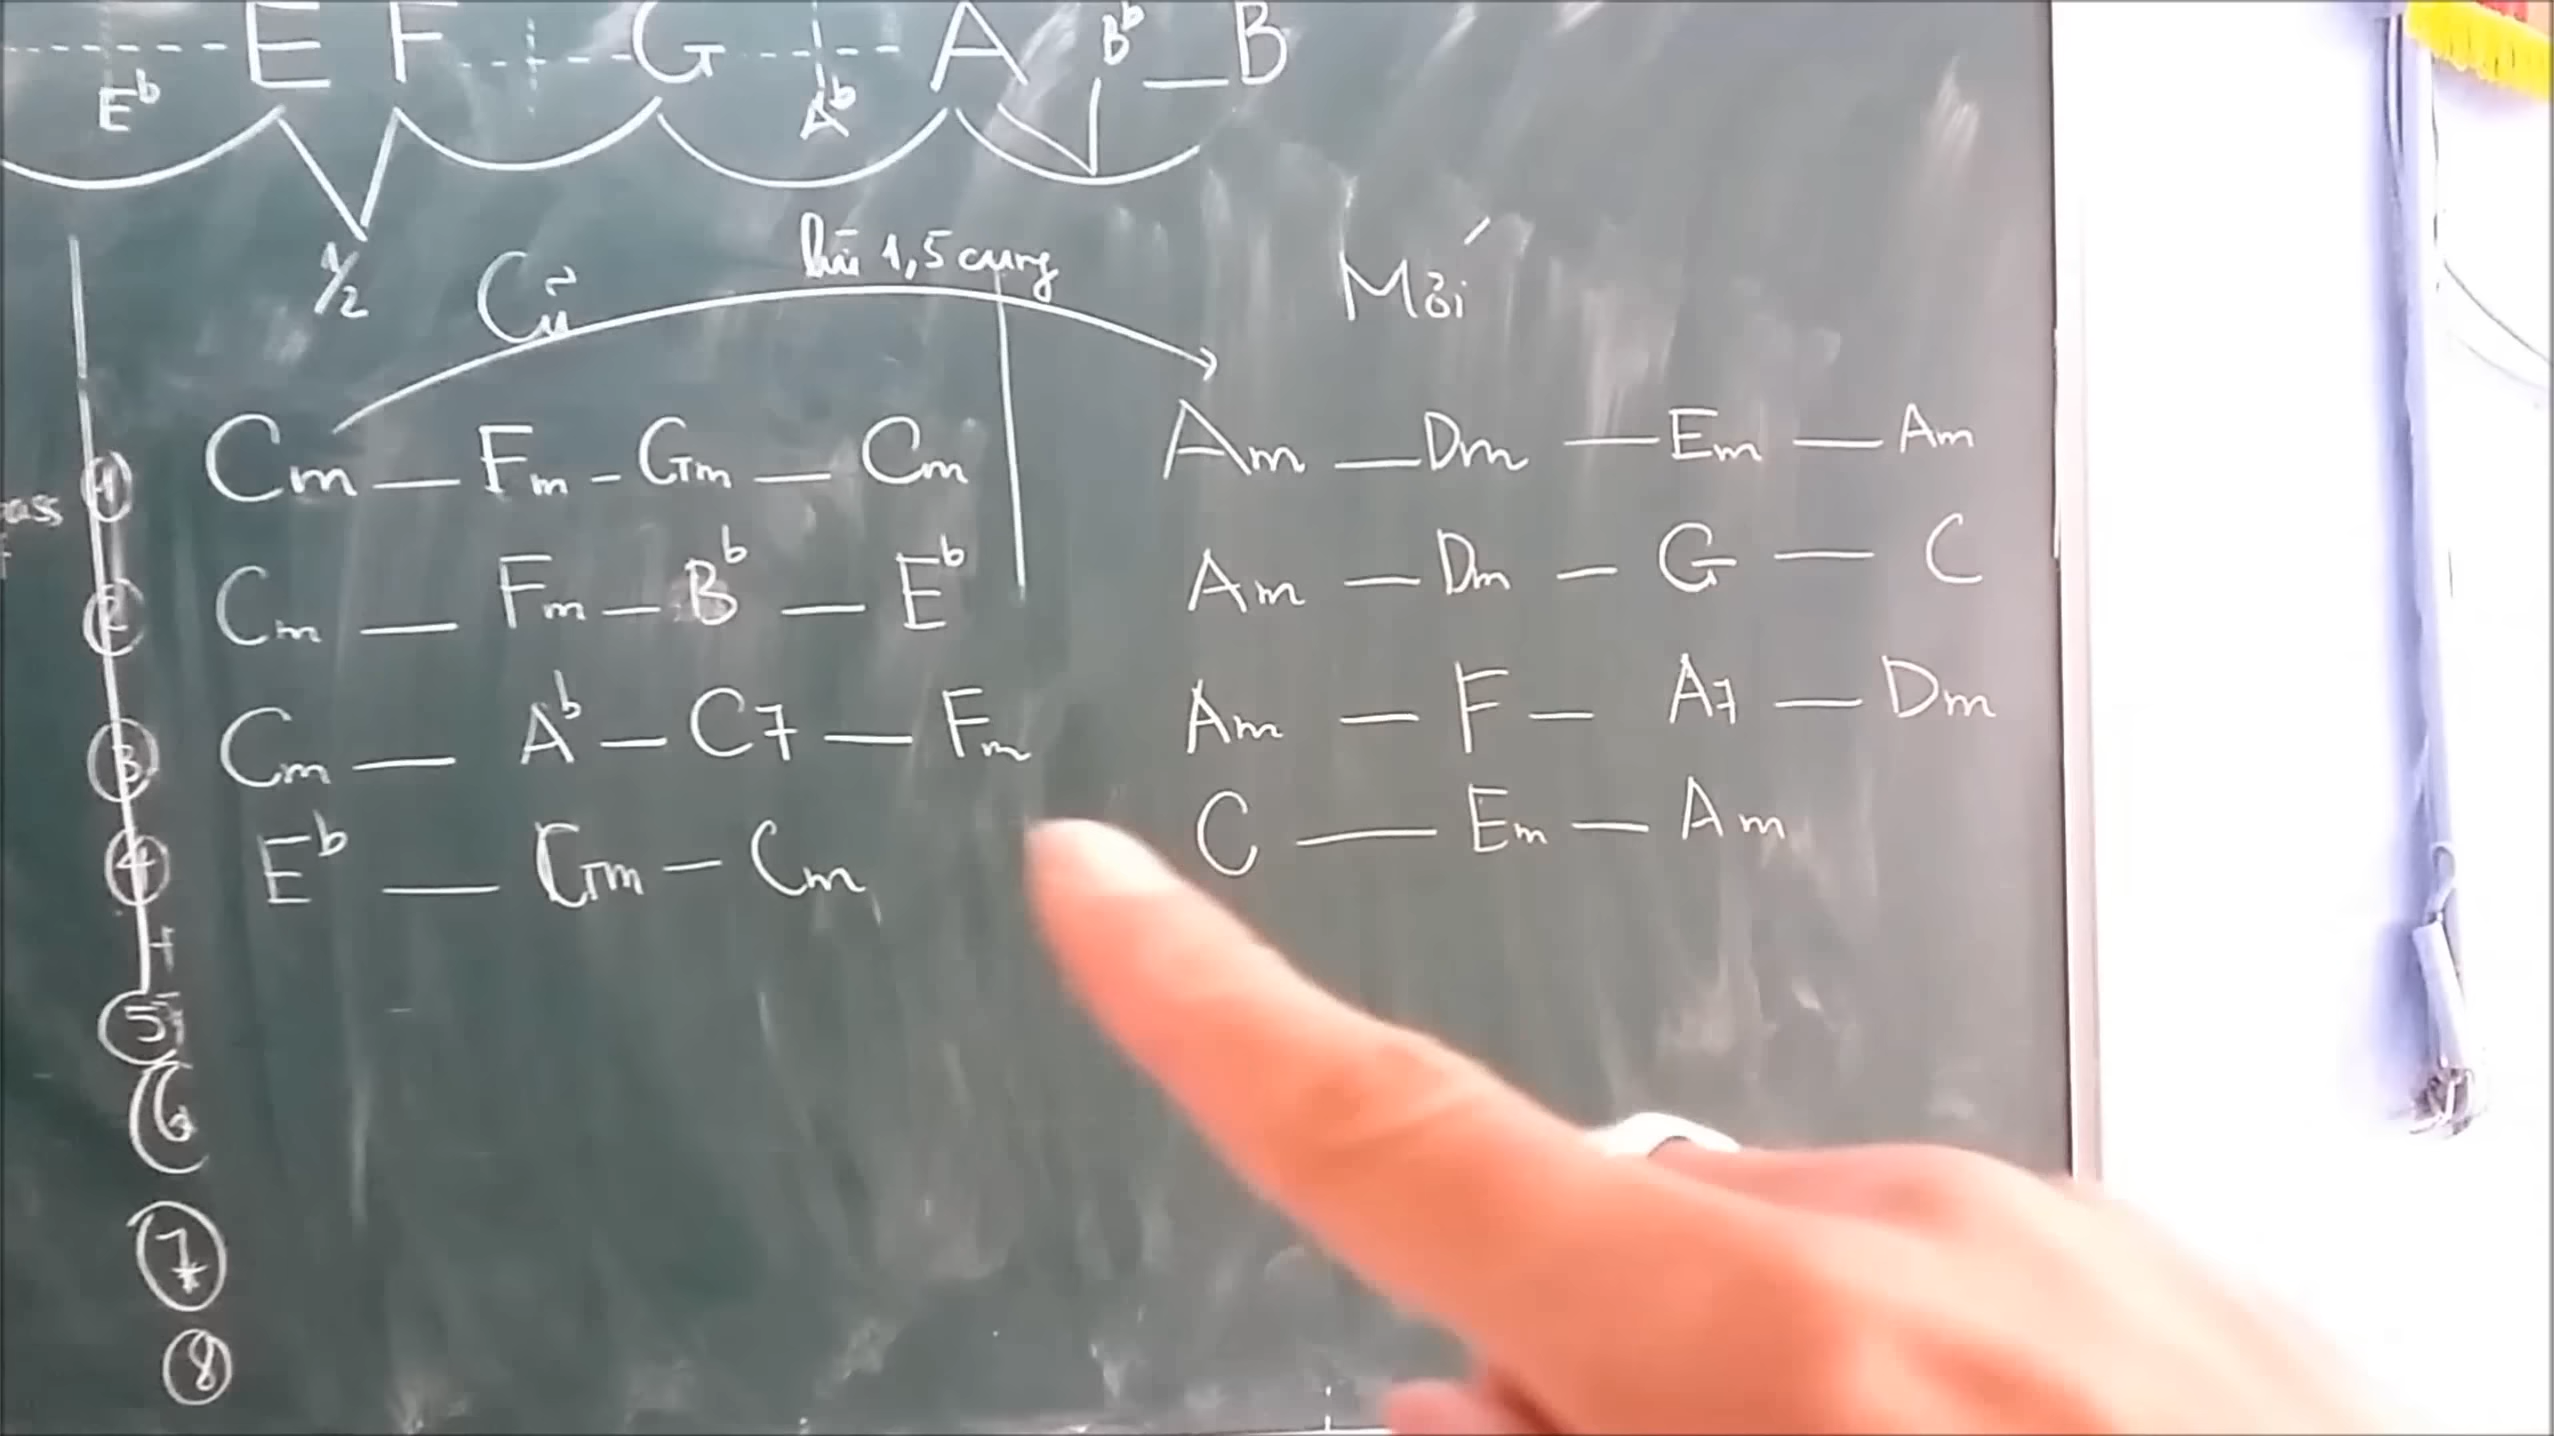 E F G A B♭ – B
E♭ A♭
1/2 Cũ lùi 1,5 cung Mới
① Cm – Fm – Gm – Cm Am – Dm – Em – Am
② Cm – Fm – B♭ – E♭ Am – Dm – G – C
③ Cm – A♭ – C7 – Fm Am – F – A7 – Dm
④ E♭ – Gm – Cm C – Em – Am
⑤
⑥
⑦
⑧